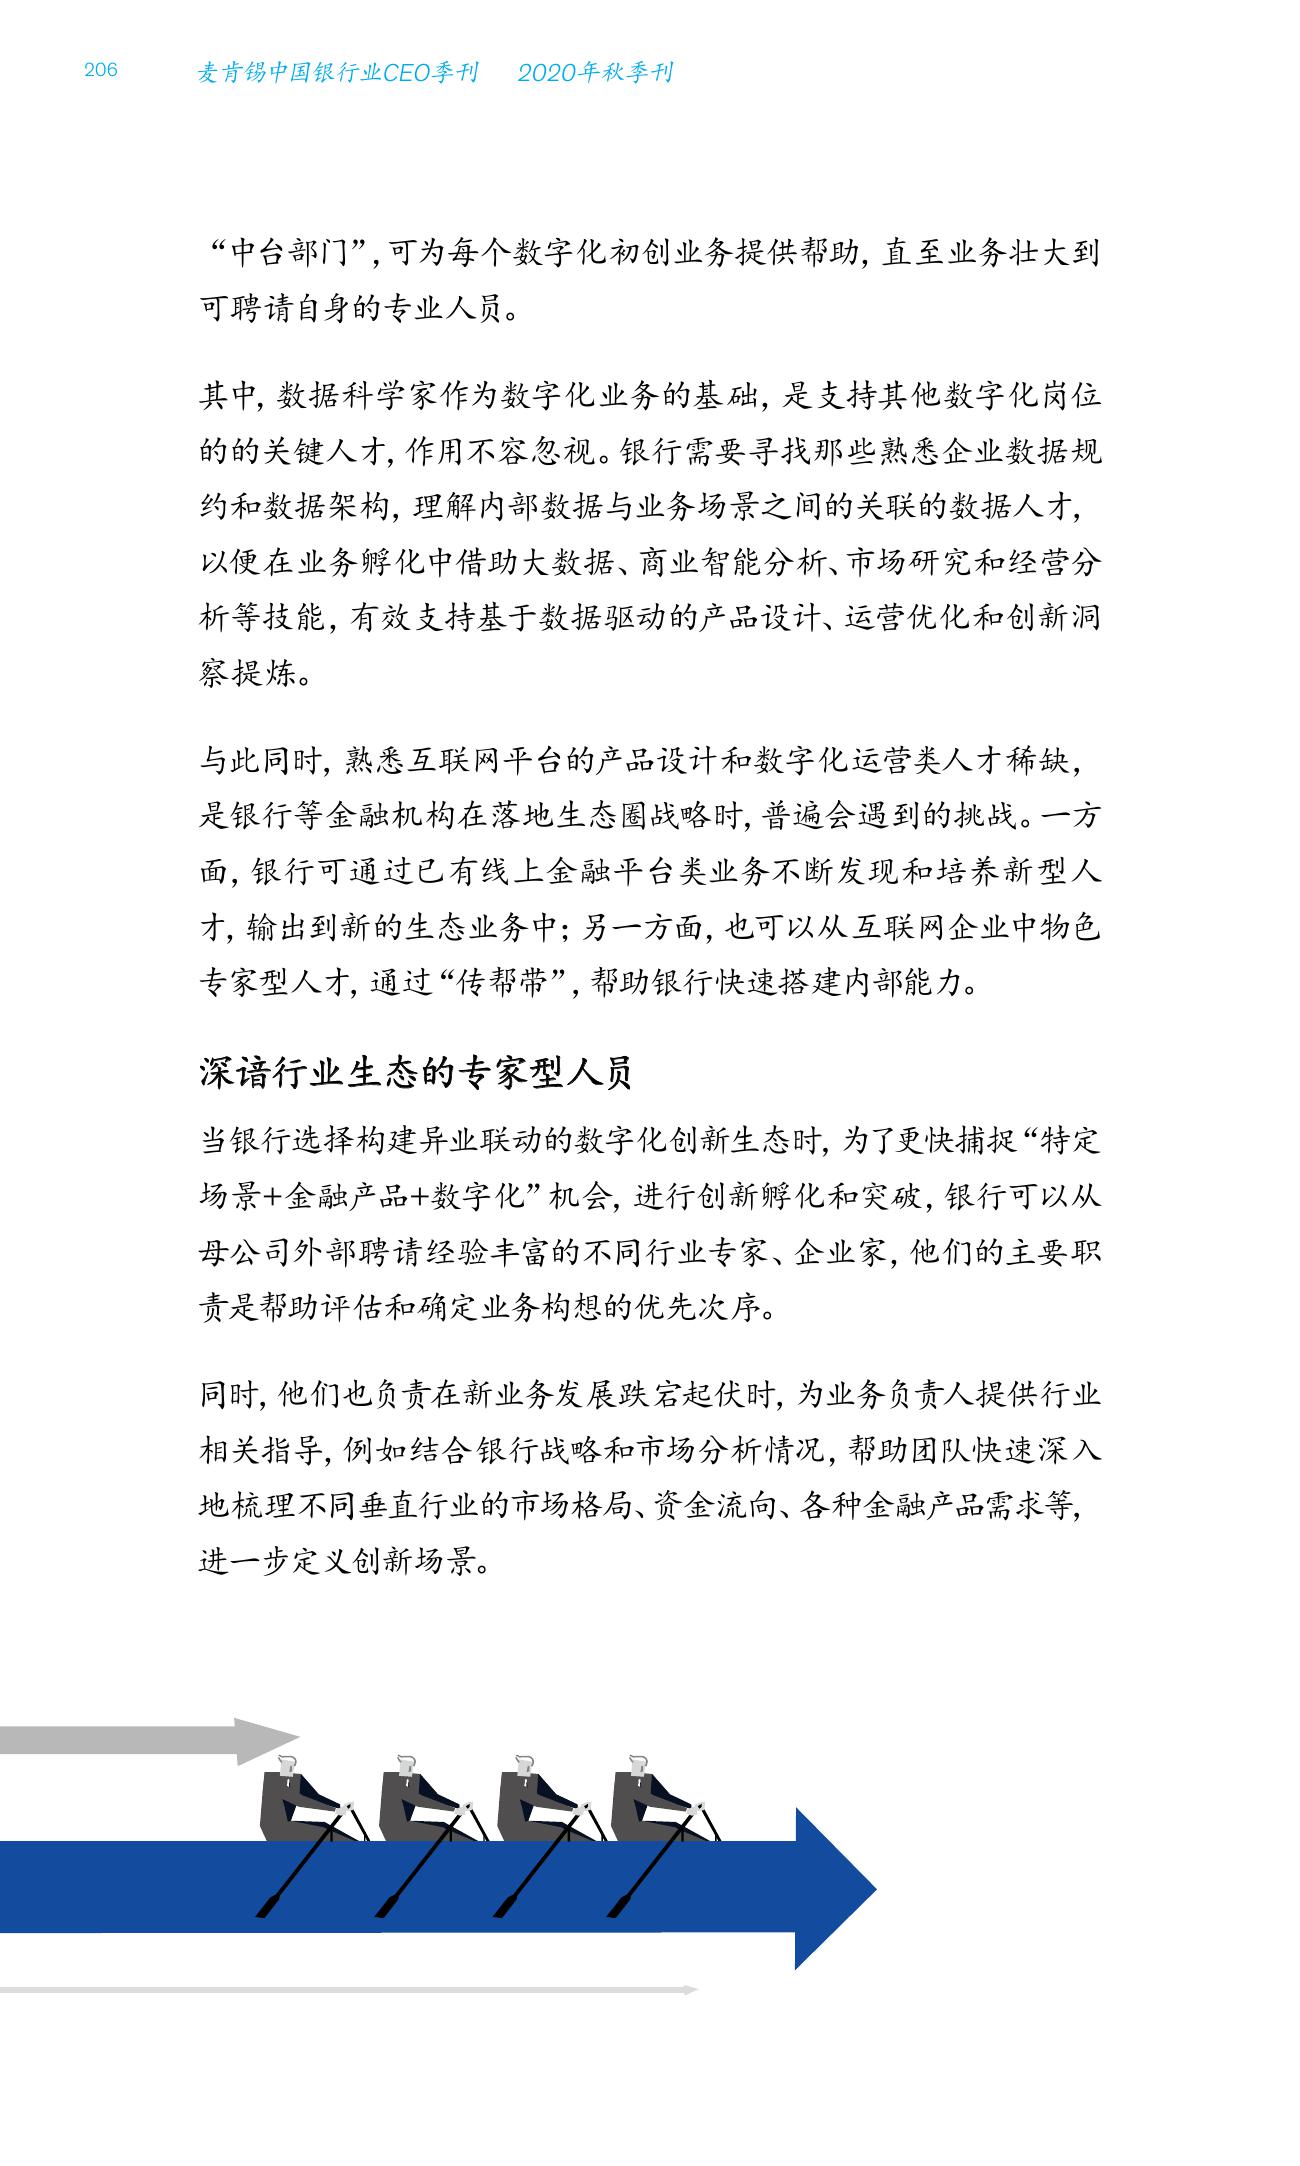 206 麦肯锡中国银行业CEO季刊 2020年秋季刊
“中台部门”,可为每个数字化初创业务提供帮助, 直至业务壮大到
可聘请自身的专业人员。
其中, 数据科学家作为数字化业务的基础, 是支持其他数字化岗位
的的关键人才, 作用不容忽视。银行需要寻找那些熟悉企业数据规
约和数据架构, 理解内部数据与业务场景之间的关联的数据人才,
以便在业务孵化中借助大数据、商业智能分析、市场研究和经营分
析等技能, 有效支持基于数据驱动的产品设计、运营优化和创新洞
察提炼。
与此同时, 熟悉互联网平台的产品设计和数字化运营类人才稀缺,
是银行等金融机构在落地生态圈战略时, 普遍会遇到的挑战。一方
面, 银行可通过已有线上金融平台类业务不断发现和培养新型人
才, 输出到新的生态业务中; 另一方面, 也可以从互联网企业中物色
专家型人才, 通过“传帮带”, 帮助银行快速搭建内部能力。
深谙行业生态的专家型人员
当银行选择构建异业联动的数字化创新生态时, 为了更快捕捉“特定
场景+金融产品+数字化”机会, 进行创新孵化和突破, 银行可以从
母公司外部聘请经验丰富的不同行业专家、企业家, 他们的主要职
责是帮助评估和确定业务构想的优先次序。
同时, 他们也负责在新业务发展跌宕起伏时, 为业务负责人提供行业
相关指导, 例如结合银行战略和市场分析情况, 帮助团队快速深入
地梳理不同垂直行业的市场格局、资金流向、各种金融产品需求等,
进一步定义创新场景。